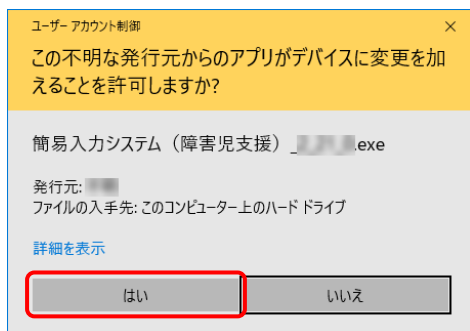 ユーザー アカウント制御
この不明な発行元からのアプリがデバイスに変更を加
えることを許可しますか?
簡易入力システム（障害児支援）_ .exe
発行元:
ファイルの入手先: このコンピューター上のハード ドライブ
詳細を表示
はい
いいえ